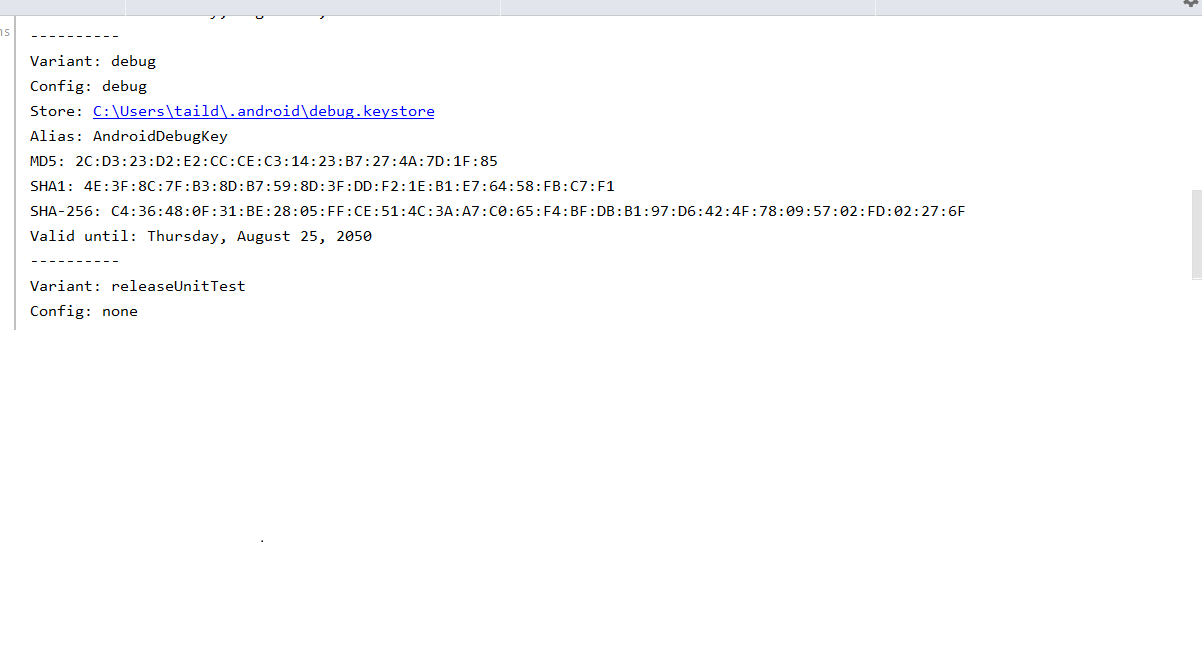 ----------
Variant: debug
Config: debug
Store: C:\Users\taild\.android\debug.keystore
Alias: AndroidDebugKey
MD5: 2C:D3:23:D2:E2:CC:CE:C3:14:23:B7:27:4A:7D:1F:85
SHA1: 4E:3F:8C:7F:B3:8D:B7:59:8D:3F:DD:F2:1E:B1:E7:64:58:FB:C7:F1
SHA-256: C4:36:48:0F:31:BE:28:05:FF:CE:51:4C:3A:A7:C0:65:F4:BF:DB:B1:97:D6:42:4F:78:09:57:02:FD:02:27:6F
Valid until: Thursday, August 25, 2050
----------
Variant: releaseUnitTest
Config: none